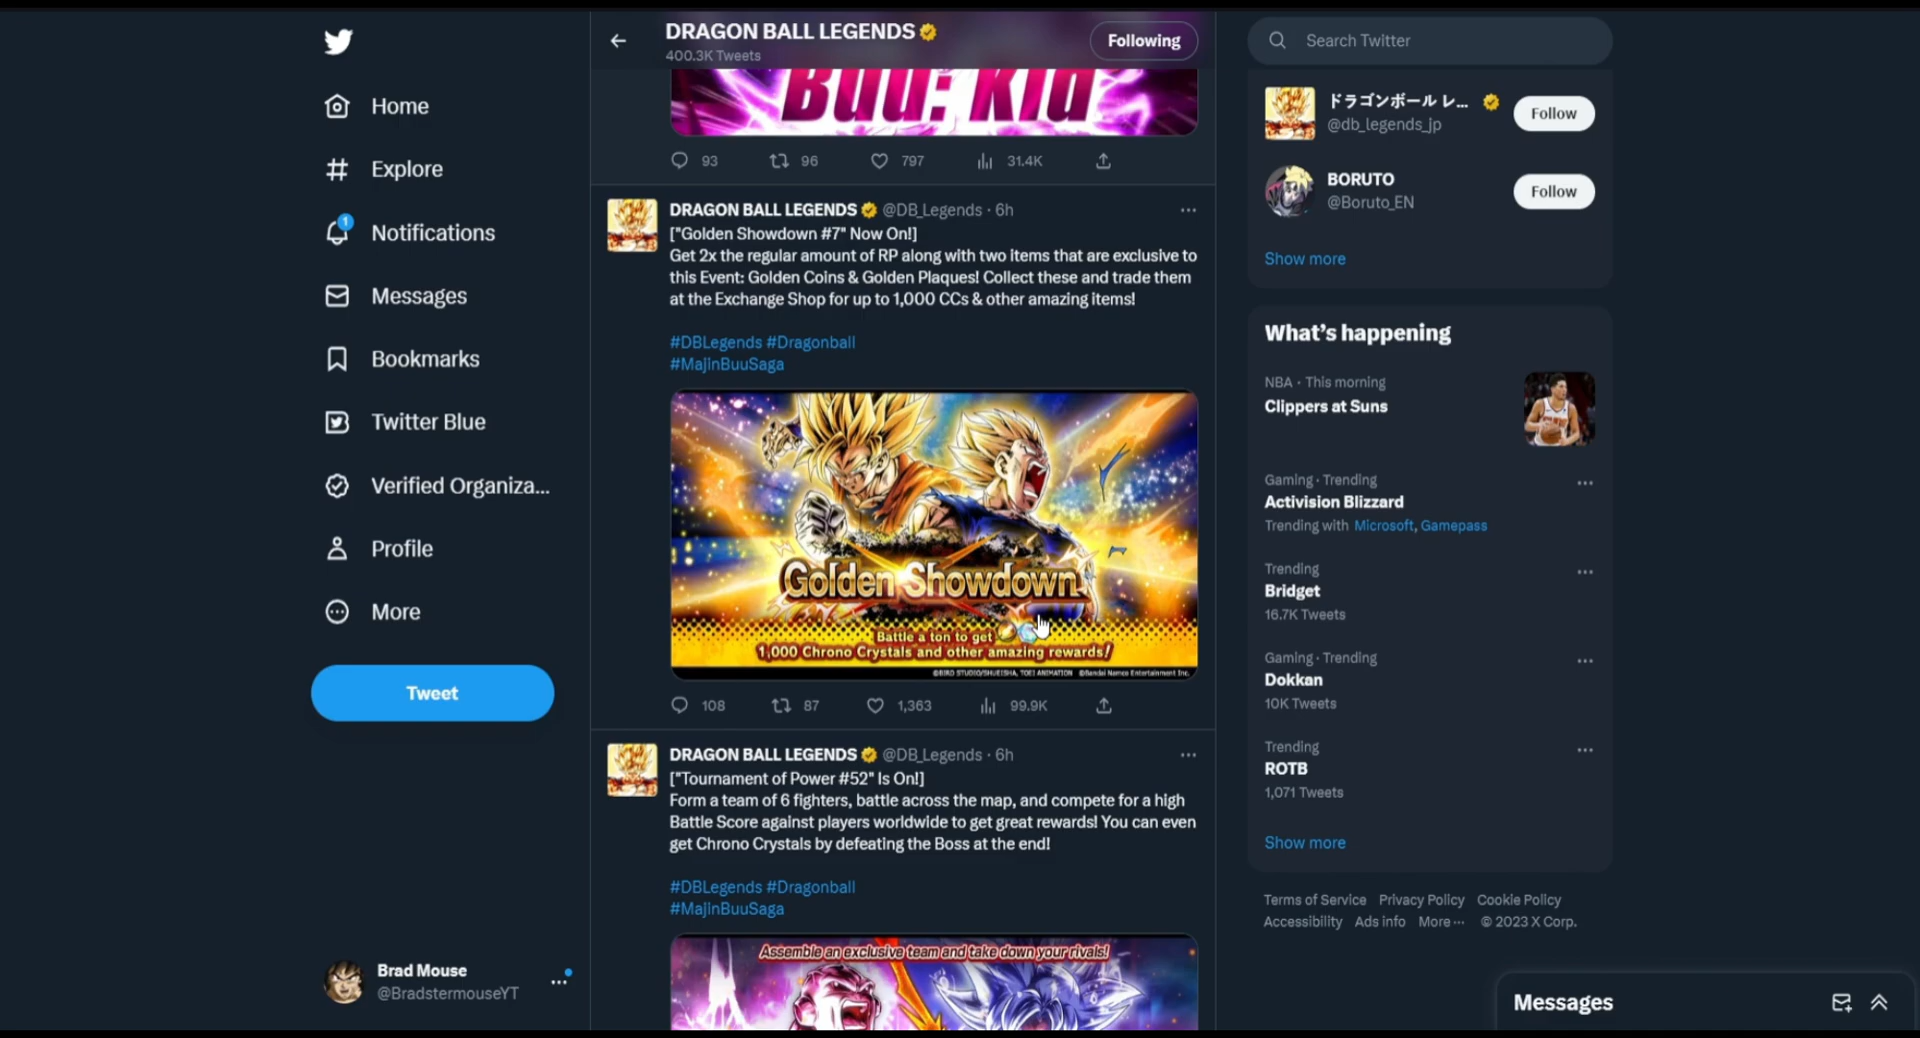 Home
Explore
1
Notifications
Messages
Bookmarks
Twitter Blue
Verified Organiza...
Profile
More
Tweet
Brad Mouse
@BradstermouseYT
DRAGON BALL LEGENDS
400.3K Tweets
Following
Buu: Kid
93 96 797 31.4K
DRAGON BALL LEGENDS @DB_Legends · 6h
["Golden Showdown #7" Now On!]
Get 2x the regular amount of RP along with two items that are exclusive to
this Event: Golden Coins & Golden Plaques! Collect these and trade them
at the Exchange Shop for up to 1,000 CCs & other amazing items!
#DBLegends #Dragonball
#MajinBuuSaga
Golden Showdown
Battle a ton to get
1,000 Chrono Crystals and other amazing rewards!
©BIRD STUDIO/SHUEISHA, TOEI ANIMATION ©Bandai Namco Entertainment Inc.
108 87 1,363 99.9K
DRAGON BALL LEGENDS @DB_Legends · 6h
["Tournament of Power #52" Is On!]
Form a team of 6 fighters, battle across the map, and compete for a high
Battle Score against players worldwide to get great rewards! You can even
get Chrono Crystals by defeating the Boss at the end!
#DBLegends #Dragonball
#MajinBuuSaga
Assemble an exclusive team and take down your rivals!
Search Twitter
ドラゴンボール レ...
@db_legends_jp
Follow
BORUTO
@Boruto_EN
Follow
Show more
What's happening
NBA · This morning
Clippers at Suns
Gaming · Trending
Activision Blizzard
Trending with Microsoft, Gamepass
Trending
Bridget
16.7K Tweets
Gaming · Trending
Dokkan
10K Tweets
Trending
ROTB
1,071 Tweets
Show more
Terms of Service Privacy Policy Cookie Policy
Accessibility Ads info More ··· © 2023 X Corp.
Messages